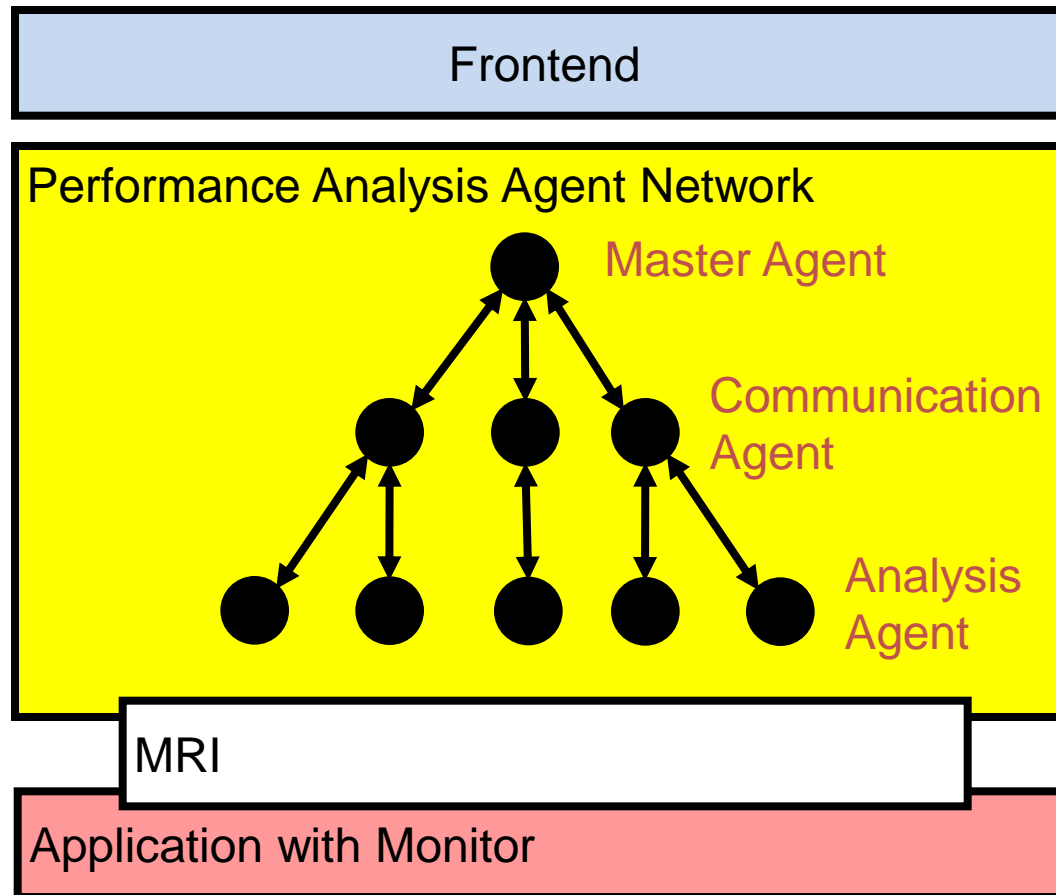 Frontend
Performance Analysis Agent Network
Master Agent
Communication
Agent
Analysis
Agent
MRI
Application with Monitor